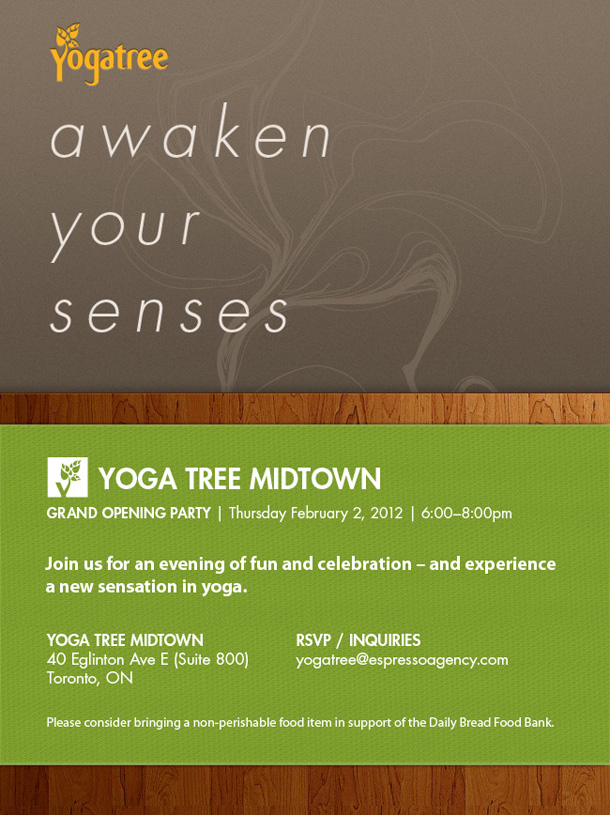 Yogatree
awaken
your
senses
YOGA TREE MIDTOWN
GRAND OPENING PARTY | Thursday February 2, 2012 | 6:00–8:00pm
Join us for an evening of fun and celebration – and experience
a new sensation in yoga.
YOGA TREE MIDTOWN
40 Eglinton Ave E (Suite 800)
Toronto, ON
RSVP / INQUIRIES
yogatree@espressoagency.com
Please consider bringing a non-perishable food item in support of the Daily Bread Food Bank.